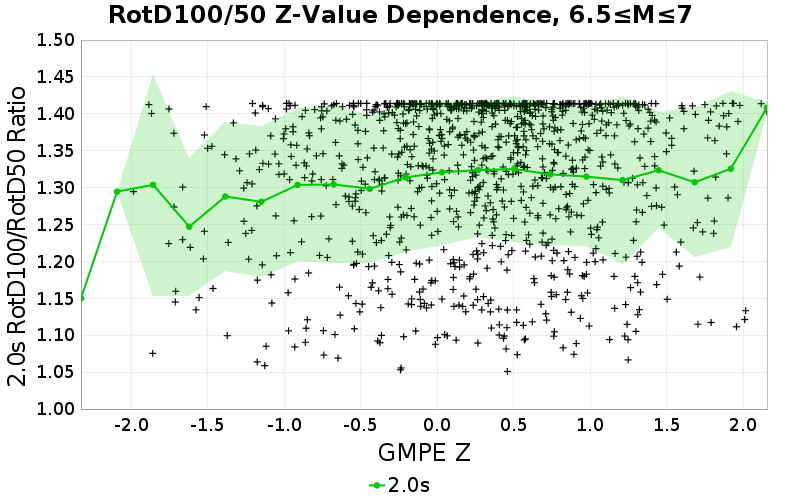 RotD100/50 Z-Value Dependence, 6.5≤M≤7
2.0s RotD100/RotD50 Ratio
1.50
1.45
1.40
1.35
1.30
1.25
1.20
1.15
1.10
1.05
1.00
-2.0 -1.5 -1.0 -0.5 0.0 0.5 1.0 1.5 2.0
GMPE Z
2.0s